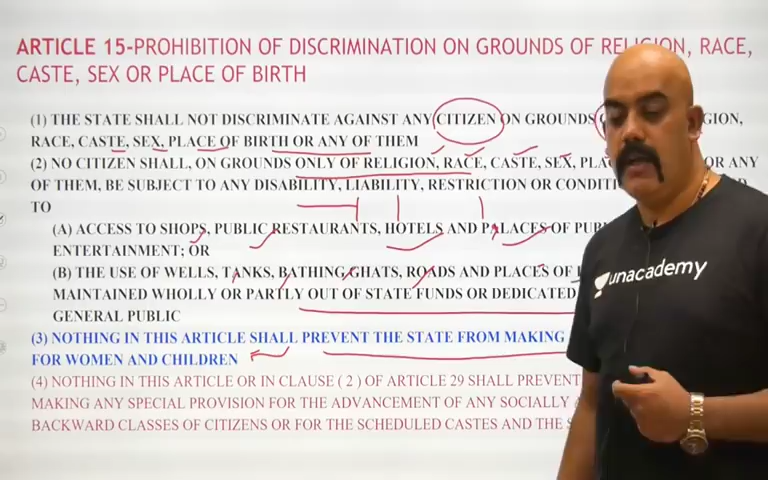 ARTICLE 15-PROHIBITION OF DISCRIMINATION ON GROUNDS OF RELIGION, RACE,
CASTE, SEX OR PLACE OF BIRTH
(1) THE STATE SHALL NOT DISCRIMINATE AGAINST ANY CITIZEN ON GROUNDS GION,
RACE, CASTE, SEX, PLACE OF BIRTH OR ANY OF THEM
(2) NO CITIZEN SHALL, ON GROUNDS ONLY OF RELIGION, RACE, CASTE, SEX, PLA OR ANY
OF THEM, BE SUBJECT TO ANY DISABILITY, LIABILITY, RESTRICTION OR CONDITI
TO
(A) ACCESS TO SHOPS, PUBLIC RESTAURANTS, HOTELS AND PALACES OF PUB
ENTERTAINMENT; OR
(B) THE USE OF WELLS, TANKS, BATHING GHATS, ROADS AND PLACES OF
MAINTAINED WHOLLY OR PARTLY OUT OF STATE FUNDS OR DEDICATED
GENERAL PUBLIC
(3) NOTHING IN THIS ARTICLE SHALL PREVENT THE STATE FROM MAKING
FOR WOMEN AND CHILDREN
(4) NOTHING IN THIS ARTICLE OR IN CLAUSE ( 2 ) OF ARTICLE 29 SHALL PREVENT
MAKING ANY SPECIAL PROVISION FOR THE ADVANCEMENT OF ANY SOCIALLY
BACKWARD CLASSES OF CITIZENS OR FOR THE SCHEDULED CASTES AND THE S
unacademy